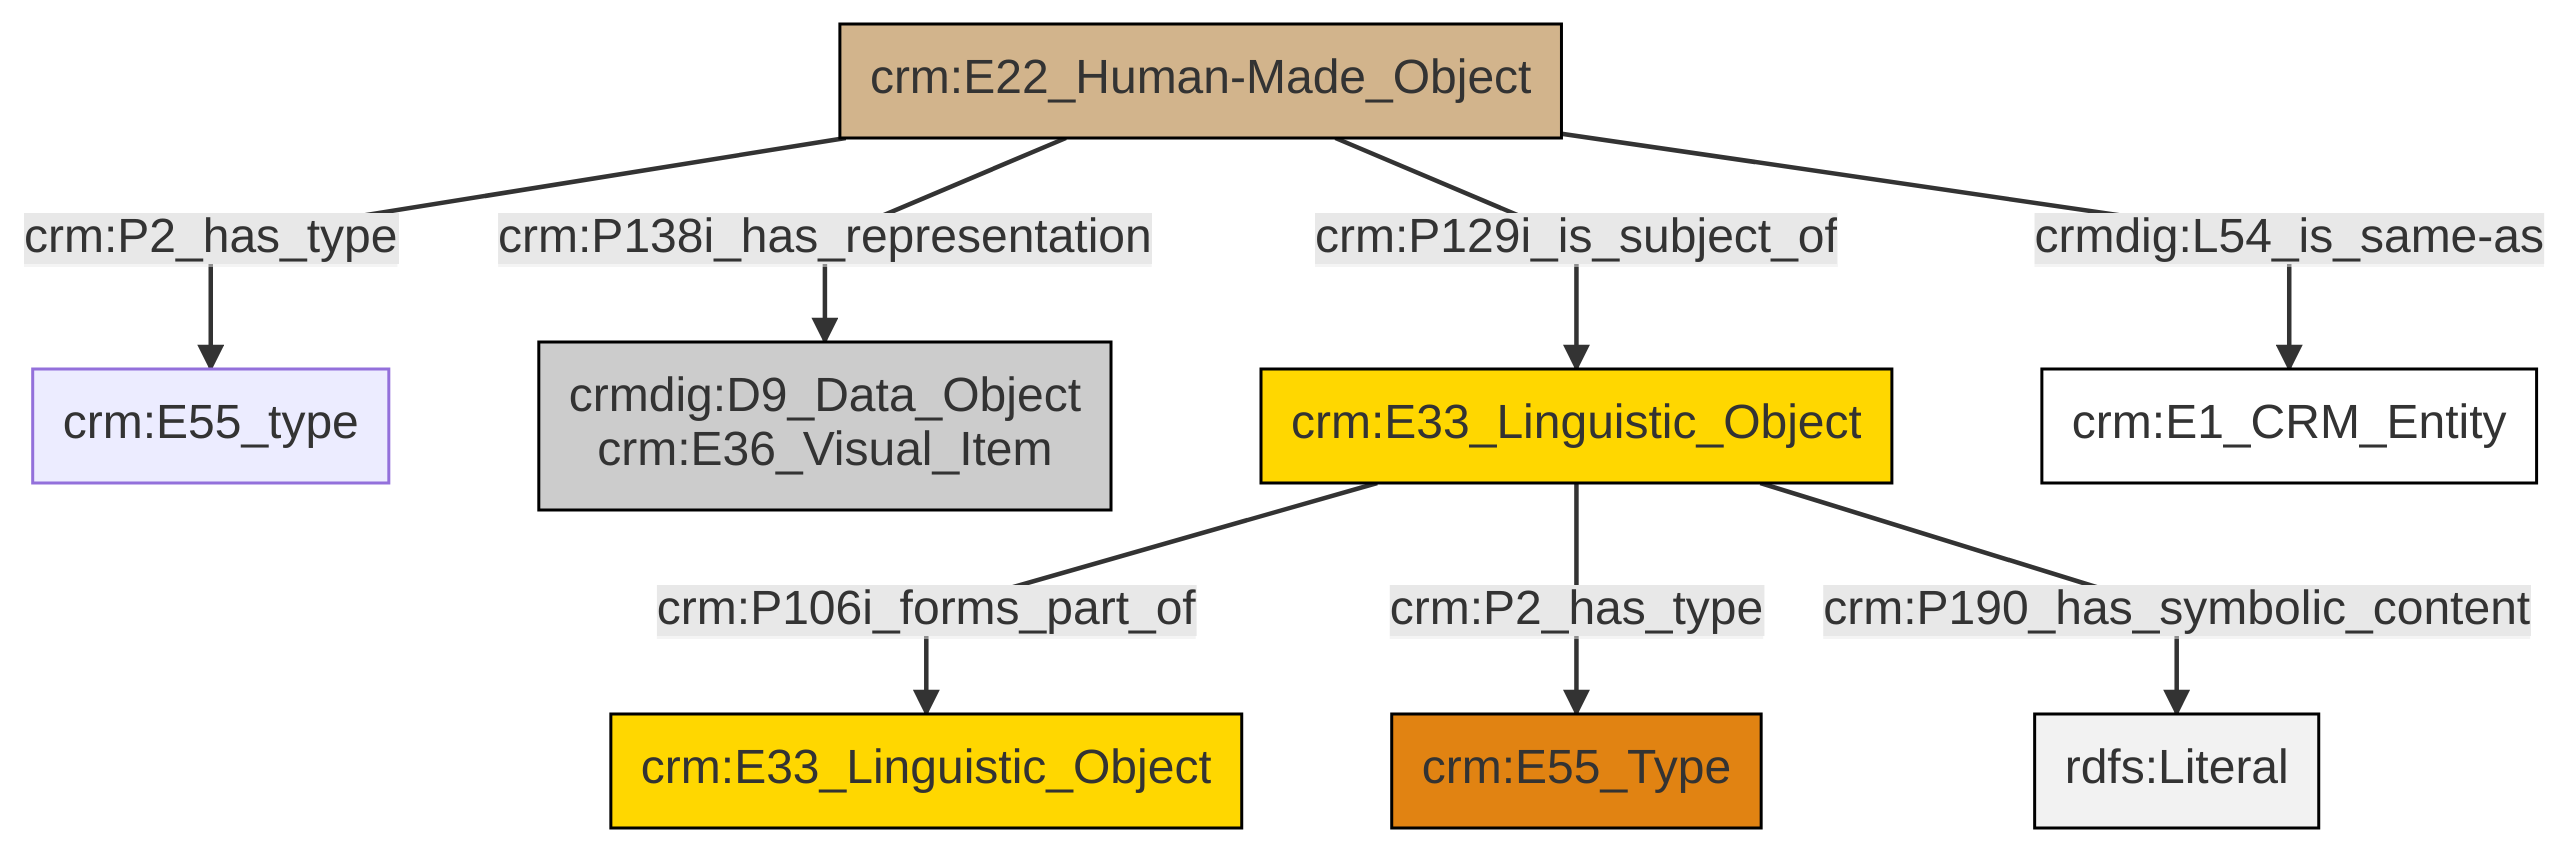 crm:E22_Human-Made_Object
crm:P2_has_type
crm:P138i_has_representation
crm:P129i_is_subject_of
crmdig:L54_is_same-as
crm:E55_type
crmdig:D9_Data_Object
crm:E36_Visual_Item
crm:E33_Linguistic_Object
crm:E1_CRM_Entity
crm:P106i_forms_part_of
crm:P2_has_type
crm:P190_has_symbolic_content
crm:E33_Linguistic_Object
crm:E55_Type
rdfs:Literal